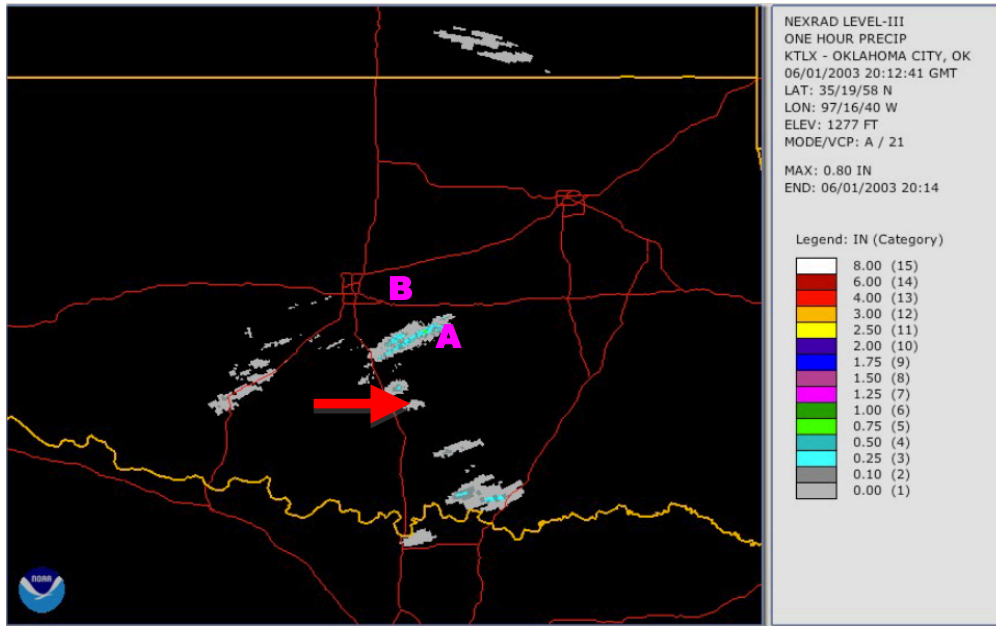 NEXRAD LEVEL-III
ONE HOUR PRECIP
KTLX - OKLAHOMA CITY, OK
06/01/2003 20:12:41 GMT
LAT: 35/19/58 N
LON: 97/16/40 W
ELEV: 1277 FT
MODE/VCP: A / 21
MAX: 0.80 IN
END: 06/01/2003 20:14
Legend: IN (Category)
8.00 (15)
6.00 (14)
4.00 (13)
3.00 (12)
2.50 (11)
2.00 (10)
1.75 (9)
1.50 (8)
1.25 (7)
1.00 (6)
0.75 (5)
0.50 (4)
0.25 (3)
0.10 (2)
0.00 (1)
B
A
NOAA